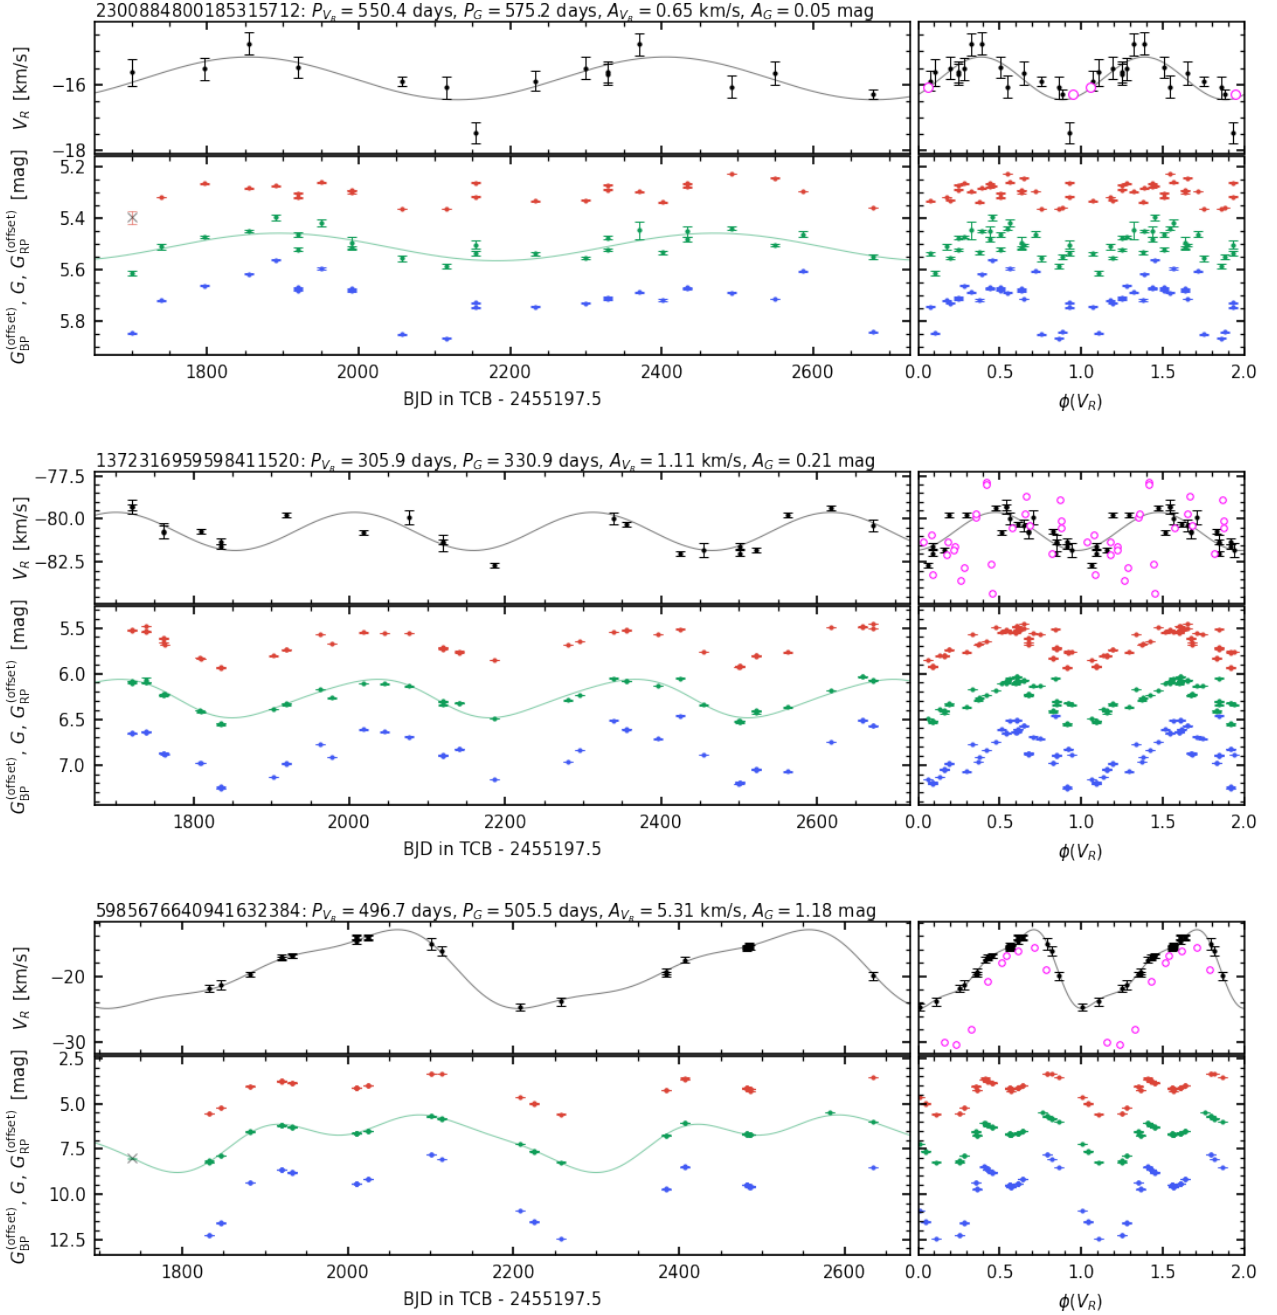 2300884800185315712: P_{V_R} = 550.4 days, P_G = 575.2 days, A_{V_R} = 0.65 km/s, A_G = 0.05 mag
V_R [km/s]
−16
−18
G_BP^(offset), G, G_RP^(offset) [mag]
5.2
5.4
5.6
5.8
1800 2000 2200 2400 2600
0.0 0.5 1.0 1.5 2.0
BJD in TCB - 2455197.5
ϕ(V_R)
1372316959598411520: P_{V_R} = 305.9 days, P_G = 330.9 days, A_{V_R} = 1.11 km/s, A_G = 0.21 mag
V_R [km/s]
−77.5
−80.0
−82.5
G_BP^(offset), G, G_RP^(offset) [mag]
5.5
6.0
6.5
7.0
1800 2000 2200 2400 2600
0.0 0.5 1.0 1.5 2.0
BJD in TCB - 2455197.5
ϕ(V_R)
5985676640941632384: P_{V_R} = 496.7 days, P_G = 505.5 days, A_{V_R} = 5.31 km/s, A_G = 1.18 mag
V_R [km/s]
−20
−30
G_BP^(offset), G, G_RP^(offset) [mag]
2.5
5.0
7.5
10.0
12.5
1800 2000 2200 2400 2600
0.0 0.5 1.0 1.5 2.0
BJD in TCB - 2455197.5
ϕ(V_R)